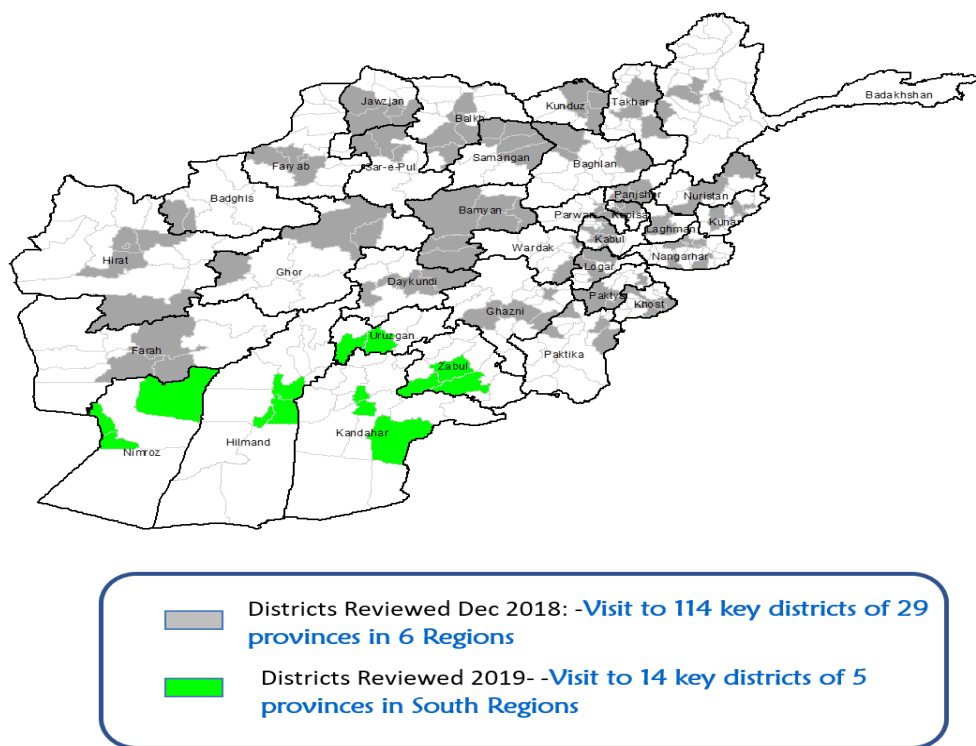 Badakhshan
Jawzjan
Balkh
Kunduz
Takhar
Faryab
Sar-e-Pul
Samangan
Baghlan
Badghis
Bamyan
Parwan
Panjsher
Kapisa
Nuristan
Laghman
Kunar
Kabul
Wardak
Nangarhar
Hirat
Ghor
Logar
Daykundi
Paktya
Khost
Ghazni
Uruzgan
Farah
Zabul
Paktika
Kandahar
Hilmand
Nimroz
Districts Reviewed Dec 2018: -Visit to 114 key districts of 29
provinces in 6 Regions
Districts Reviewed 2019- -Visit to 14 key districts of 5
provinces in South Regions